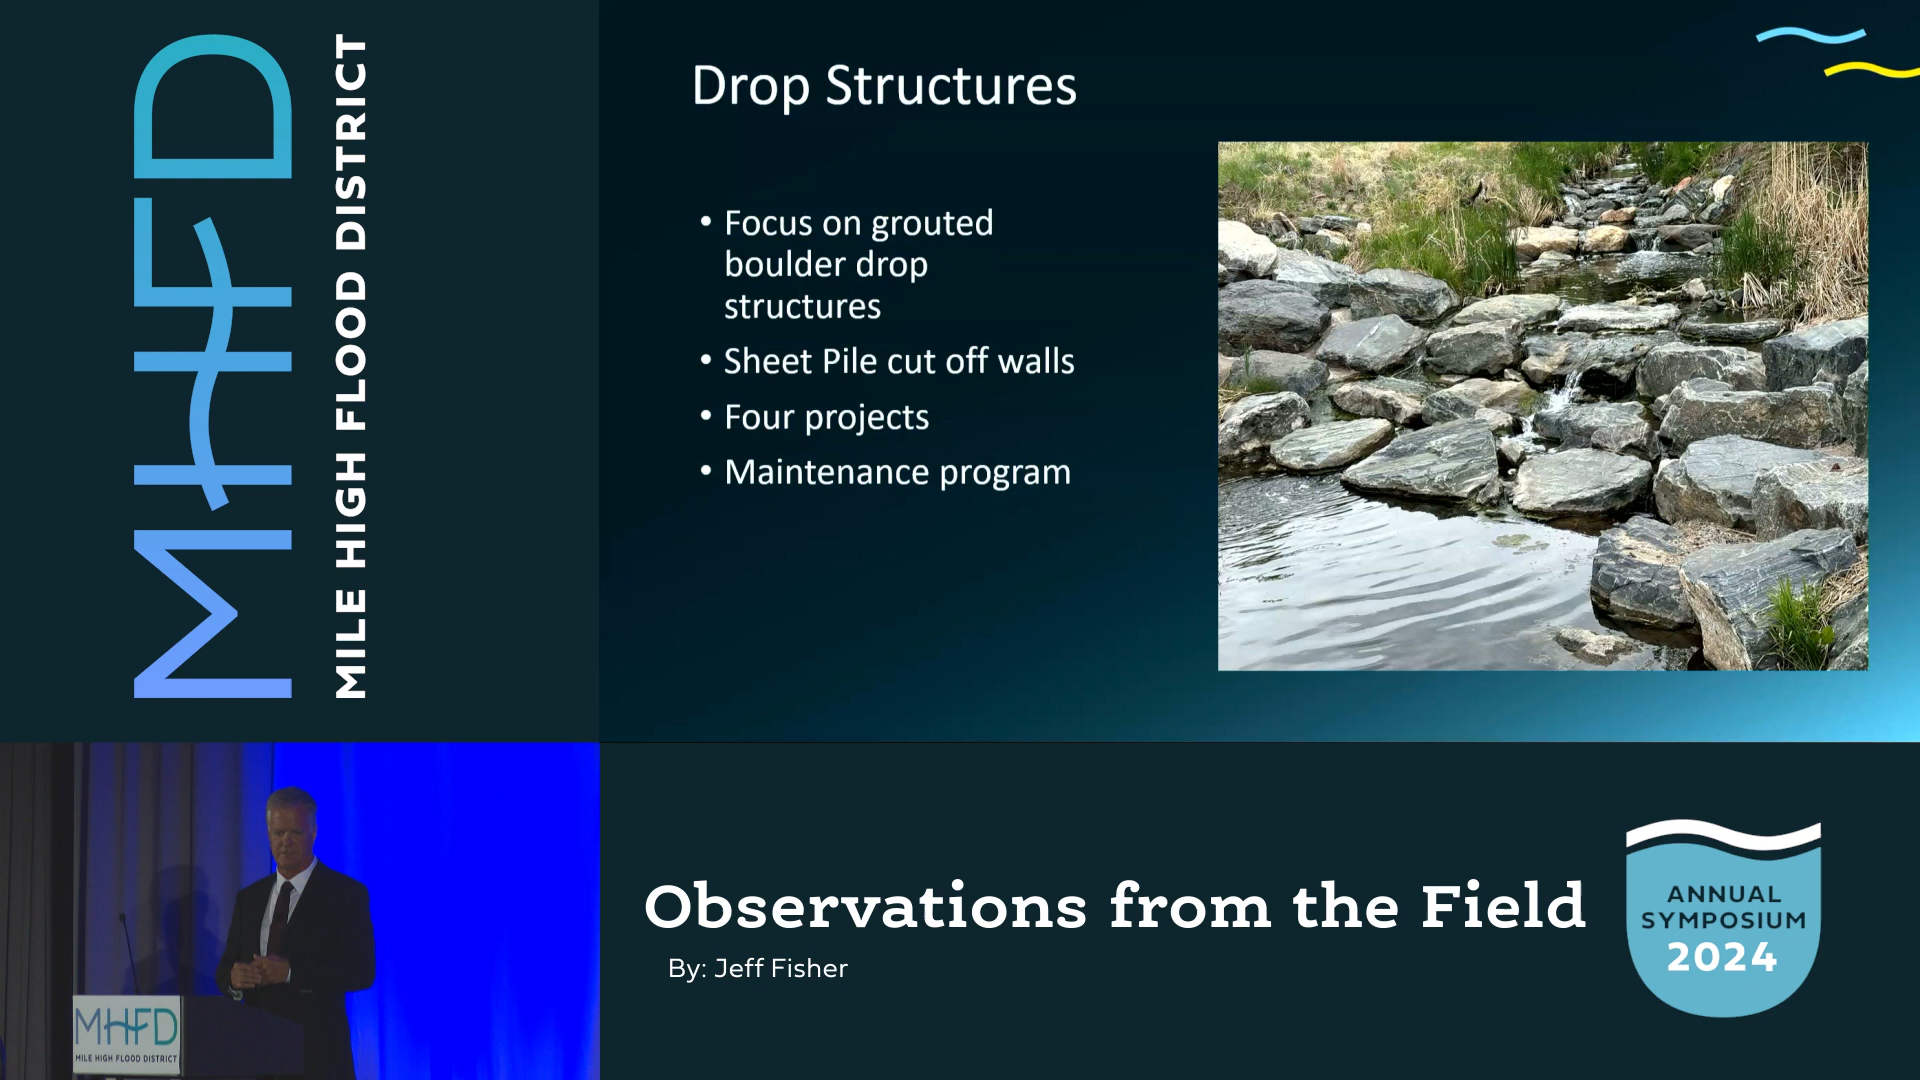 MHFD
MILE HIGH FLOOD DISTRICT
Drop Structures
• Focus on grouted
boulder drop
structures
• Sheet Pile cut off walls
• Four projects
• Maintenance program
MHFD
MILE HIGH FLOOD DISTRICT
Observations from the Field
By: Jeff Fisher
ANNUAL
SYMPOSIUM
2024